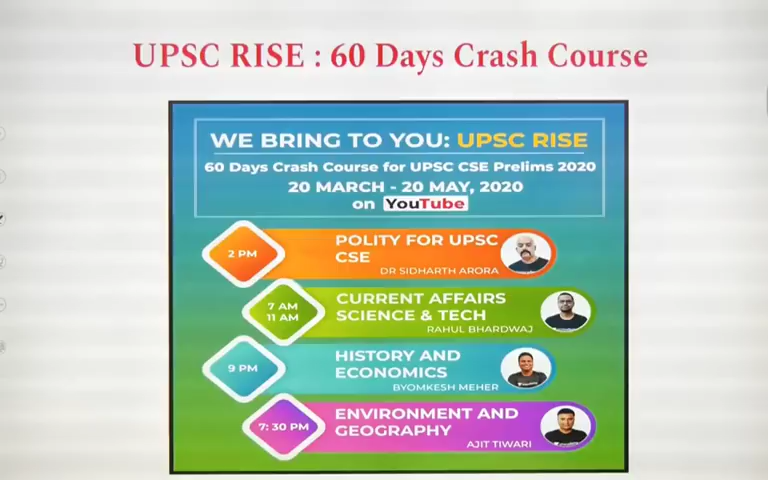 UPSC RISE : 60 Days Crash Course
WE BRING TO YOU: UPSC RISE
60 Days Crash Course for UPSC CSE Prelims 2020
20 MARCH - 20 MAY, 2020
on YouTube
2 PM
POLITY FOR UPSC
CSE
DR SIDHARTH ARORA
7 AM
11 AM
CURRENT AFFAIRS
SCIENCE & TECH
RAHUL BHARDWAJ
9 PM
HISTORY AND
ECONOMICS
BYOMKESH MEHER
7: 30 PM
ENVIRONMENT AND
GEOGRAPHY
AJIT TIWARI